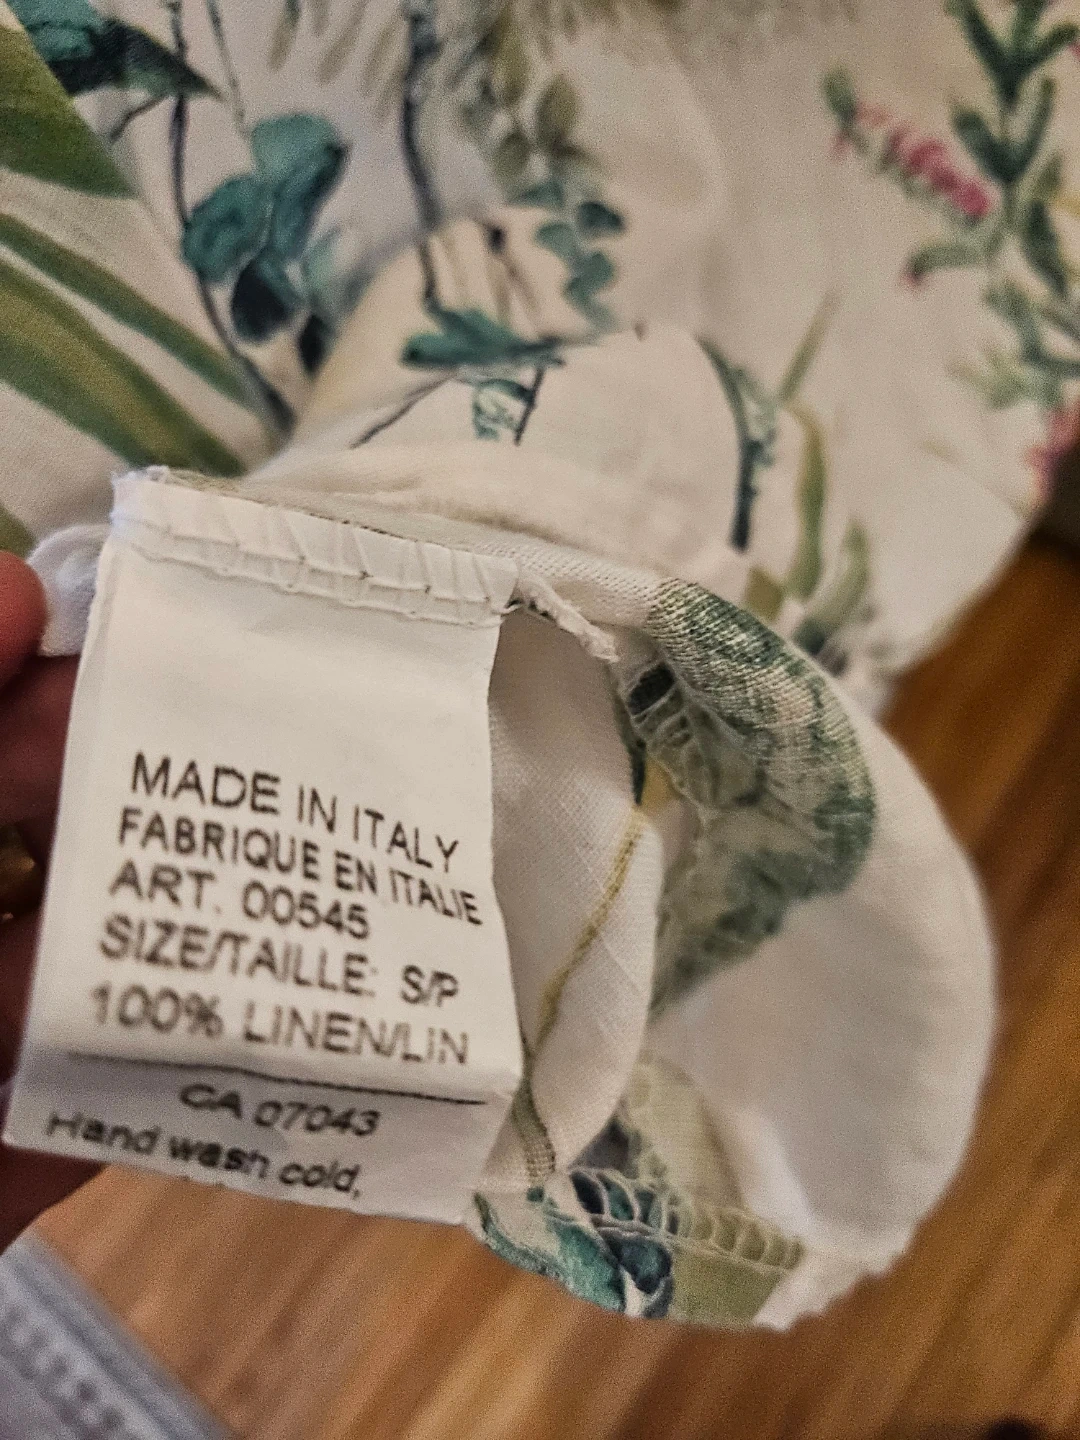 MADE IN ITALY
FABRIQUE EN ITALIE
ART. 00545
SIZE/TAILLE: S/P
100% LINEN/LIN
CA 07043
Hand wash cold,